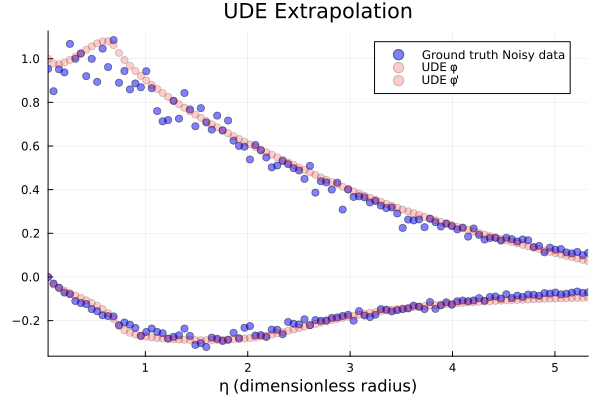 UDE Extrapolation
Ground truth Noisy data
UDE φ
UDE φ'
1.0
0.8
0.6
0.4
0.2
0.0
−0.2
1 2 3 4 5
η (dimensionless radius)